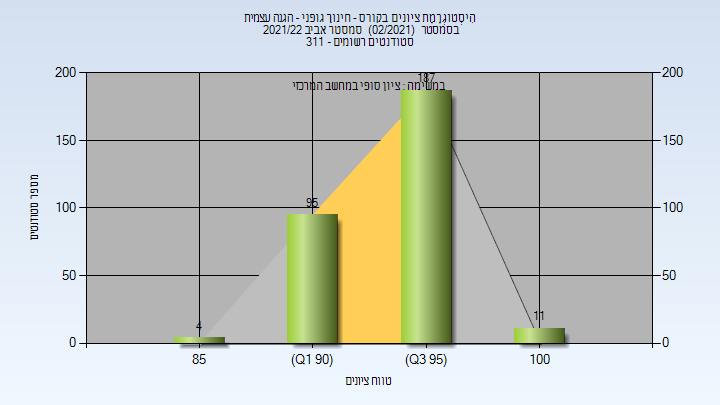 היסטוגרמת ציונים בקורס - חינוך גופני - הגנה עצמית
בסמסטר (02/2021) סמסטר אביב 2021/22
סטודנטים רשומים - 311
במשימה : ציון סופי במחשב המרכזי
200
150
100
50
0
200
150
100
50
0
4
95
187
11
85
(Q1 90)
(Q3 95)
100
מספר סטודנטים
טווח ציונים